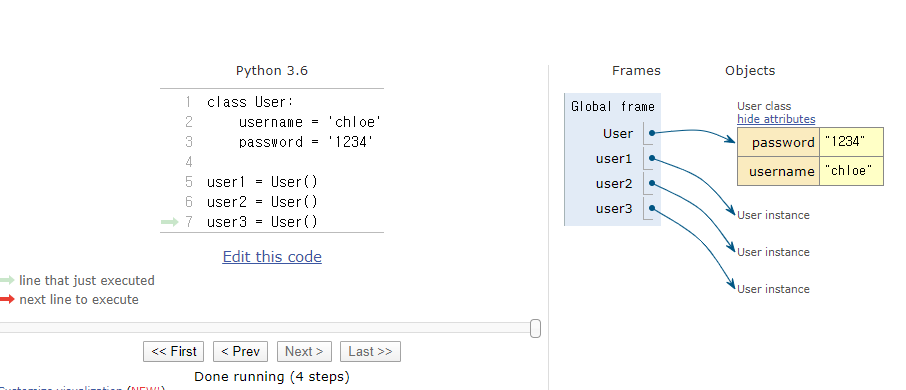 Python 3.6
1 class User:
2     username = 'chloe'
3     password = '1234'
4
5 user1 = User()
6 user2 = User()
7 user3 = User()
Edit this code
line that just executed
next line to execute
<< First < Prev Next > Last >>
Done running (4 steps)
Customize visualization (NEW!)
Frames Objects
Global frame
User
user1
user2
user3
User class
hide attributes
password "1234"
username "chloe"
User instance
User instance
User instance